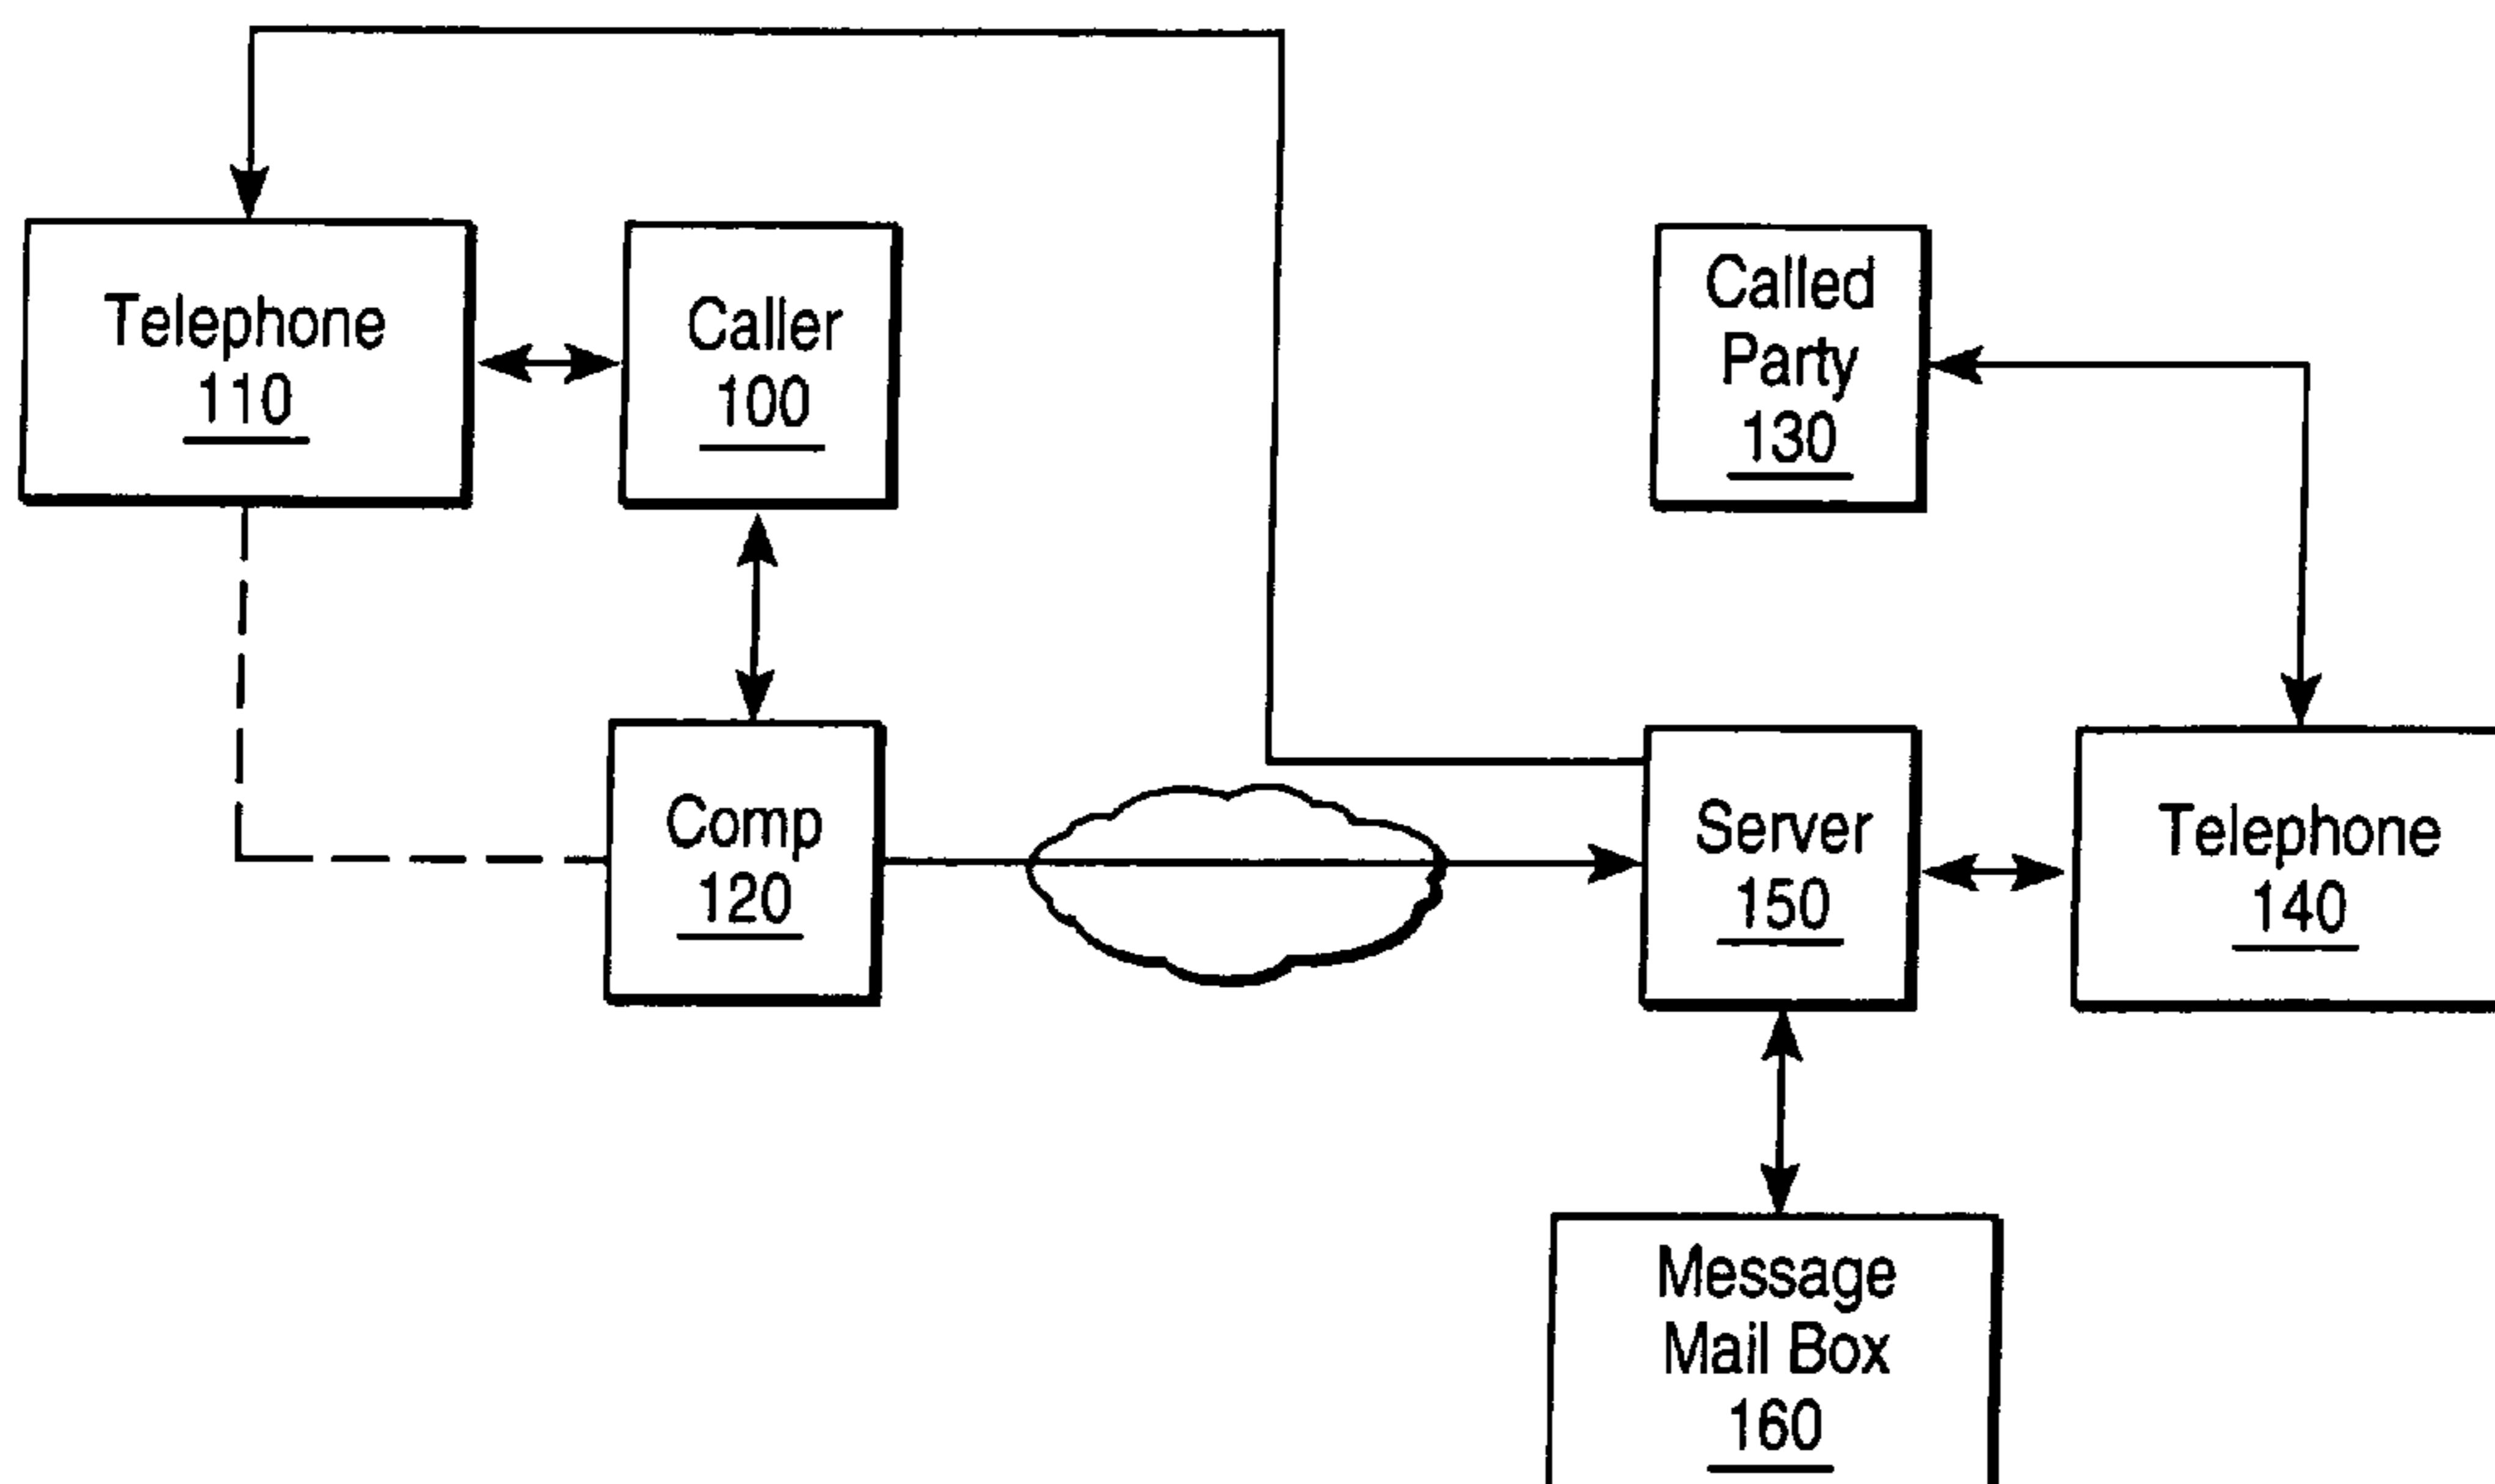 Telephone
110
Caller
100
Called
Party
130
Comp
120
Server
150
Telephone
140
Message
Mail Box
160